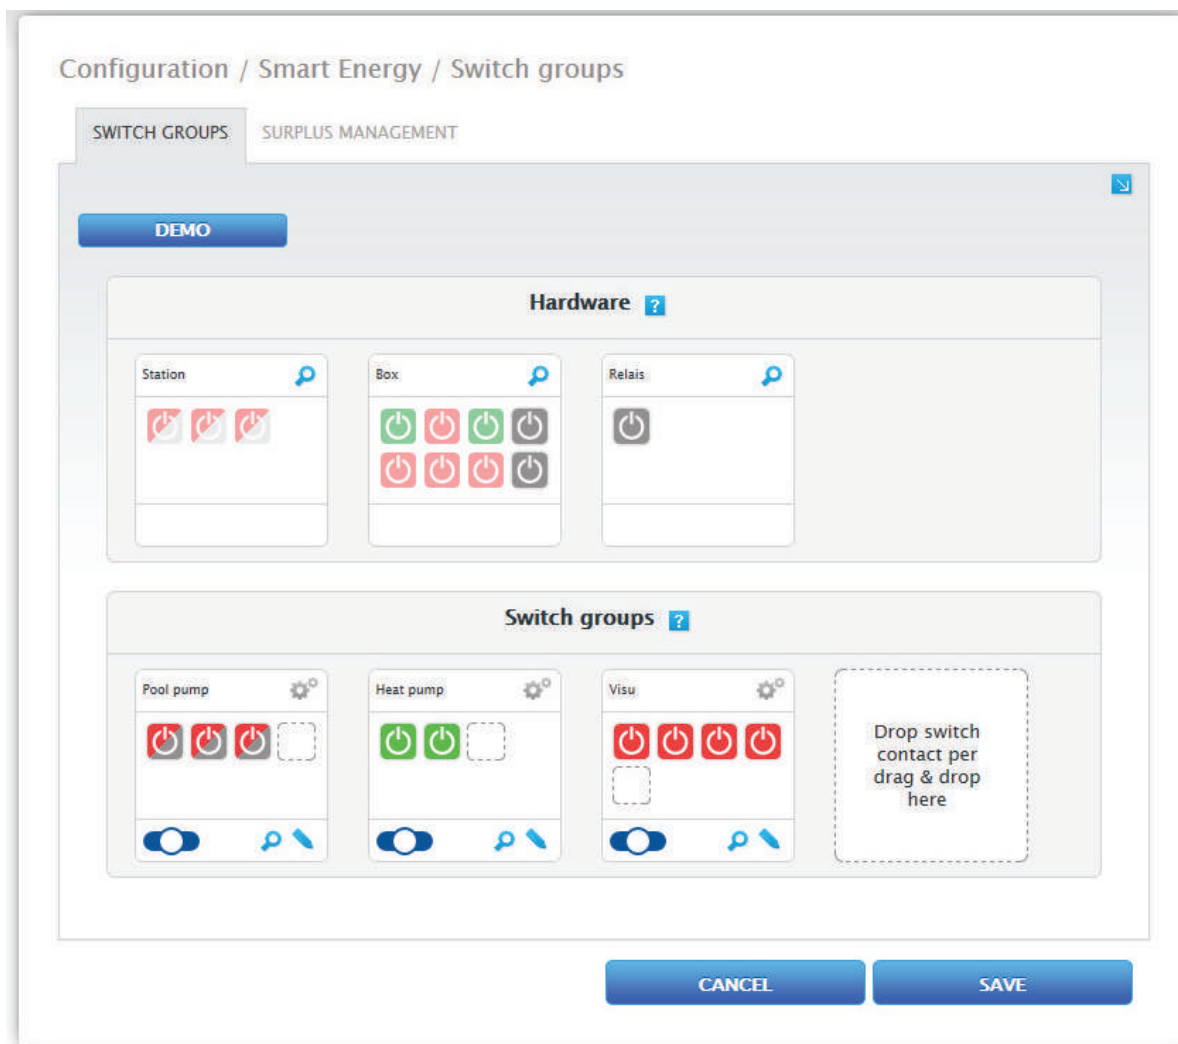 Configuration / Smart Energy / Switch groups
SWITCH GROUPS SURPLUS MANAGEMENT
DEMO
Hardware ?
Station Box Relais
Switch groups ?
Pool pump Heat pump Visu
Drop switch
contact per
drag & drop
here
CANCEL SAVE